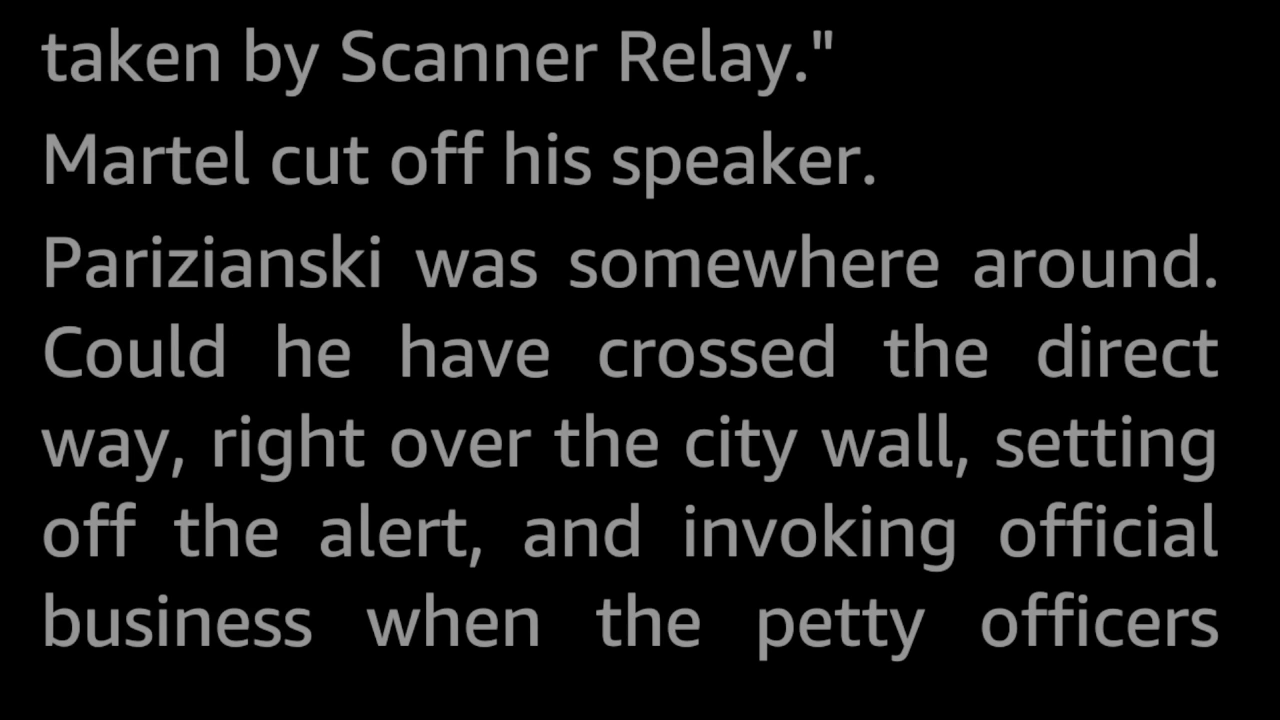 taken by Scanner Relay."
Martel cut off his speaker.
Parizianski was somewhere around.
Could he have crossed the direct
way, right over the city wall, setting
off the alert, and invoking official
business when the petty officers